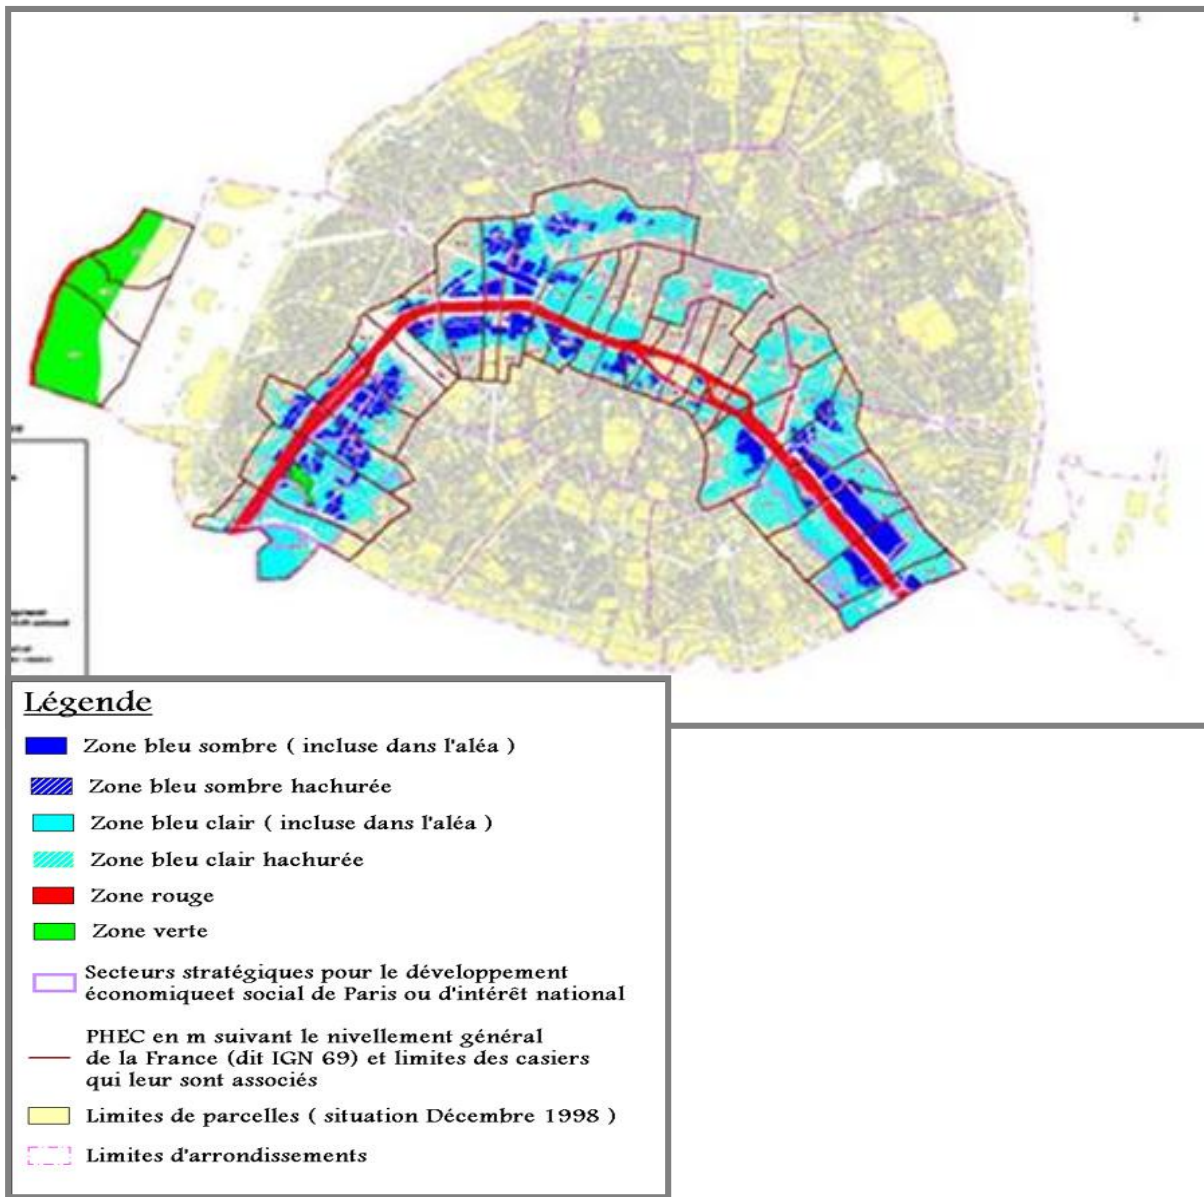 Légende
Zone bleu sombre ( incluse dans l'aléa )
Zone bleu sombre hachurée
Zone bleu clair ( incluse dans l'aléa )
Zone bleu clair hachurée
Zone rouge
Zone verte
Secteurs stratégiques pour le développement
économiqueet social de Paris ou d'intérêt national
PHEC en m suivant le nivellement général
de la France (dit IGN 69) et limites des casiers
qui leur sont associés
Limites de parcelles ( situation Décembre 1998 )
Limites d'arrondissements